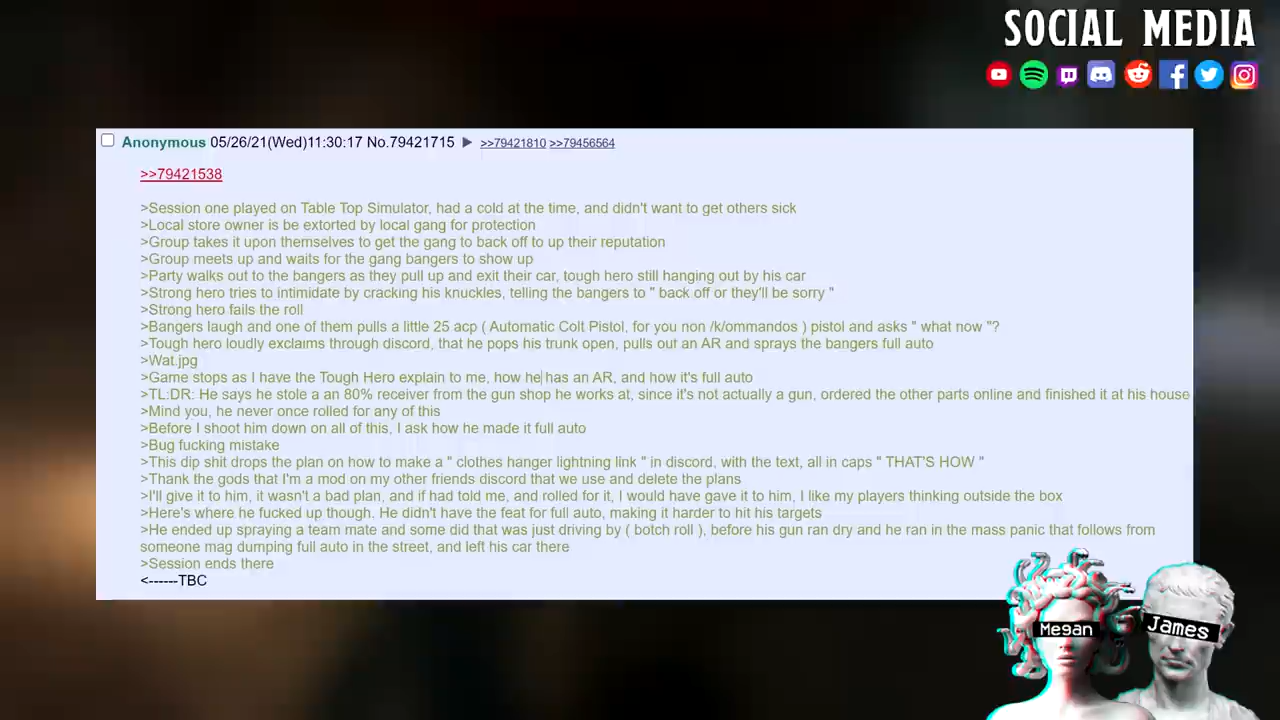 SOCIAL MEDIA
Anonymous 05/26/21(Wed)11:30:17 No.79421715 ▶ >>79421810 >>79456564
>>79421538
>Session one played on Table Top Simulator, had a cold at the time, and didn't want to get others sick
>Local store owner is be extorted by local gang for protection
>Group takes it upon themselves to get the gang to back off to up their reputation
>Group meets up and waits for the gang bangers to show up
>Party walks out to the bangers as they pull up and exit their car, tough hero still hanging out by his car
>Strong hero tries to intimidate by cracking his knuckles, telling the bangers to " back off or they'll be sorry "
>Strong hero fails the roll
>Bangers laugh and one of them pulls a little 25 acp ( Automatic Colt Pistol, for you non /k/ommandos ) pistol and asks " what now "?
>Tough hero loudly exclaims through discord, that he pops his trunk open, pulls out an AR and sprays the bangers full auto
>Wat.jpg
>Game stops as I have the Tough Hero explain to me, how he has an AR, and how it's full auto
>TL:DR: He says he stole a an 80% receiver from the gun shop he works at, since it's not actually a gun, ordered the other parts online and finished it at his house
>Mind you, he never once rolled for any of this
>Before I shoot him down on all of this, I ask how he made it full auto
>Bug fucking mistake
>This dip shit drops the plan on how to make a " clothes hanger lightning link " in discord, with the text, all in caps " THAT'S HOW "
>Thank the gods that I'm a mod on my other friends discord that we use and delete the plans
>I'll give it to him, it wasn't a bad plan, and if had told me, and rolled for it, I would have gave it to him, I like my players thinking outside the box
>Here's where he fucked up though. He didn't have the feat for full auto, making it harder to hit his targets
>He ended up spraying a team mate and some did that was just driving by ( botch roll ), before his gun ran dry and he ran in the mass panic that follows from
someone mag dumping full auto in the street, and left his car there
>Session ends there
<------TBC
Megan
James